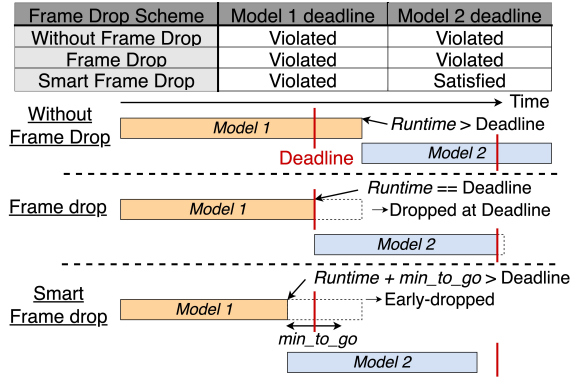 Frame Drop Scheme Model 1 deadline Model 2 deadline
Without Frame Drop Violated Violated
Frame Drop Violated Violated
Smart Frame Drop Violated Satisfied
Time
Without
Frame Drop
Model 1
Runtime > Deadline
Deadline
Model 2
Runtime == Deadline
Frame drop
Model 1
→Dropped at Deadline
Model 2
Runtime + min_to_go > Deadline
Smart
Frame drop
Model 1
→Early-dropped
min_to_go
Model 2